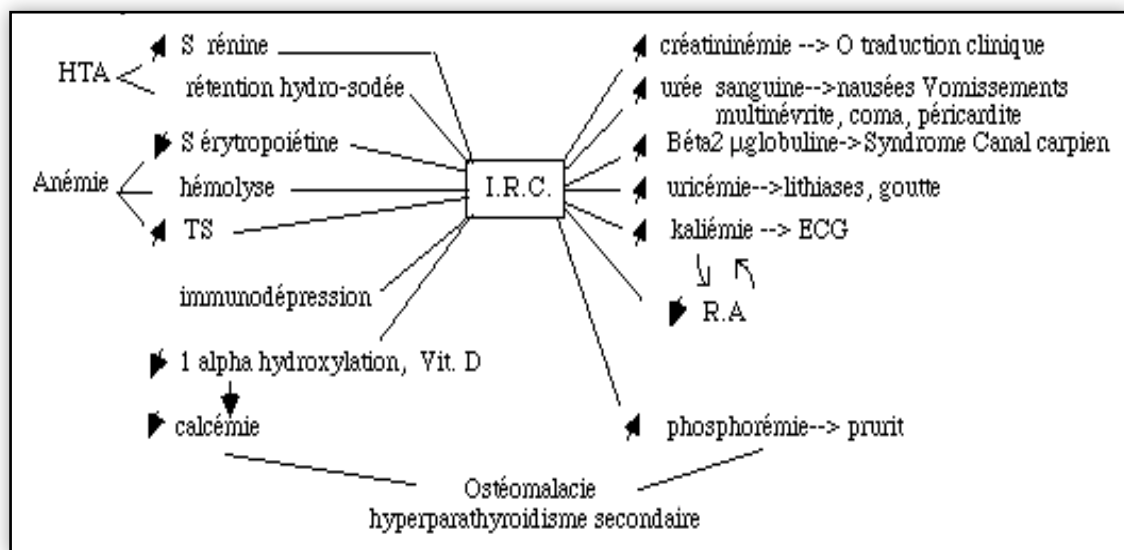 S rénine
HTA
rétention hydro-sodée
S érytropoiétine
Anémie
hémolyse
TS
immunodépression
1 alpha hydroxylation, Vit. D
calcémie
I.R.C.
créatininémie --> O traduction clinique
urée sanguine-->nausées Vomissements
multinévrite, coma, péricardite
Béta2 µglobuline->Syndrome Canal carpien
uricémie-->lithiases, goutte
kaliémie --> ECG
R.A
phosphorémie--> prurit
Ostéomalacie
hyperparathyroidisme secondaire